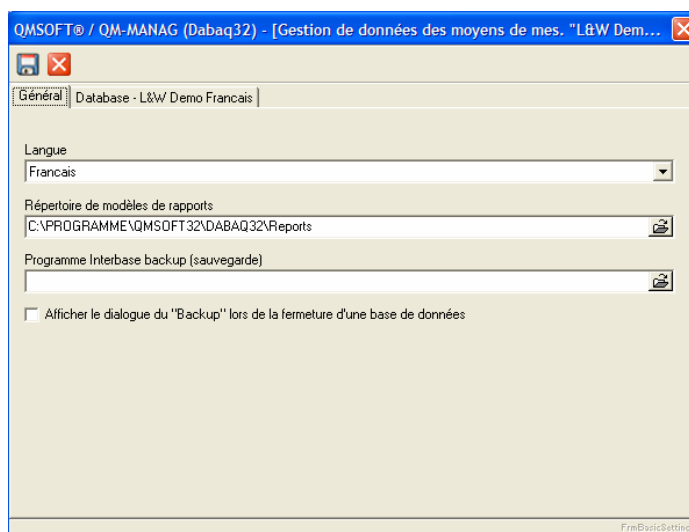 QMSOFT® / QM-MANAG (Dabaq32) - [Gestion de données des moyens de mes. "L&W Dem...
Général Database - L&W Demo Francais
Langue
Francais
Répertoire de modèles de rapports
C:\PROGRAMME\QMSOFT32\DABAQ32\Reports
Programme Interbase backup (sauvegarde)
Afficher le dialogue du "Backup" lors de la fermeture d'une base de données
FrmBasicSetting